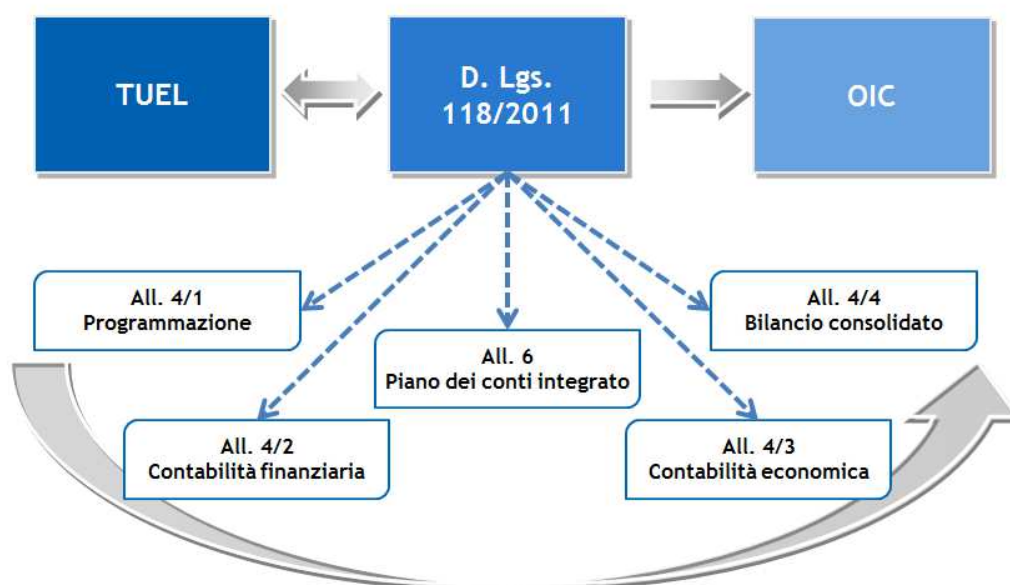 TUEL
D. Lgs.
118/2011
OIC
All. 4/1
Programmazione
All. 4/4
Bilancio consolidato
All. 6
Piano dei conti integrato
All. 4/2
Contabilità finanziaria
All. 4/3
Contabilità economica